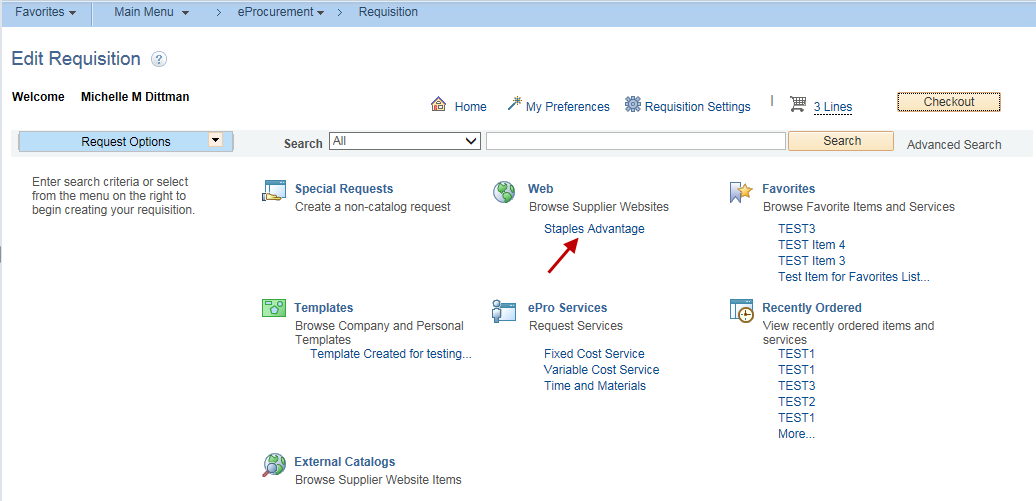 Favorites Main Menu > eProcurement > Requisition
Edit Requisition ?
Welcome Michelle M Dittman
Home My Preferences Requisition Settings | 3 Lines Checkout
Request Options Search All Search Advanced Search
Enter search criteria or select
from the menu on the right to
begin creating your requisition.
Special Requests
Create a non-catalog request
Web
Browse Supplier Websites
Staples Advantage
Favorites
Browse Favorite Items and Services
TEST3
TEST Item 4
TEST Item 3
Test Item for Favorites List...
Templates
Browse Company and Personal
Templates
Template Created for testing...
ePro Services
Request Services
Fixed Cost Service
Variable Cost Service
Time and Materials
Recently Ordered
View recently ordered items and
services
TEST1
TEST1
TEST3
TEST2
TEST1
More...
External Catalogs
Browse Supplier Website Items